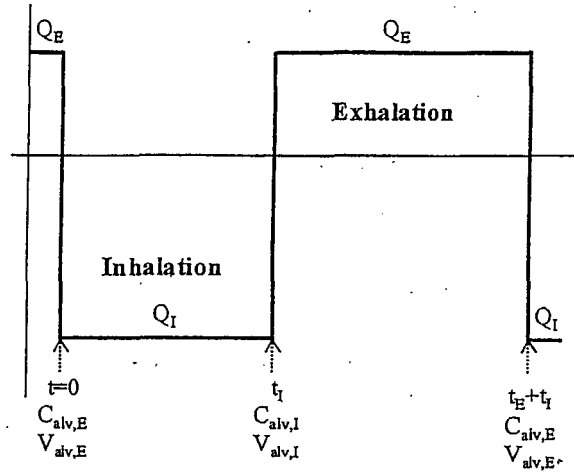 Q_E
Q_E
Exhalation
Inhalation
Q_I
Q_I
t=0
C_alv,E
V_alv,E
t_I
C_alv,I
V_alv,I
t_E+t_I
C_alv,E
V_alv,E